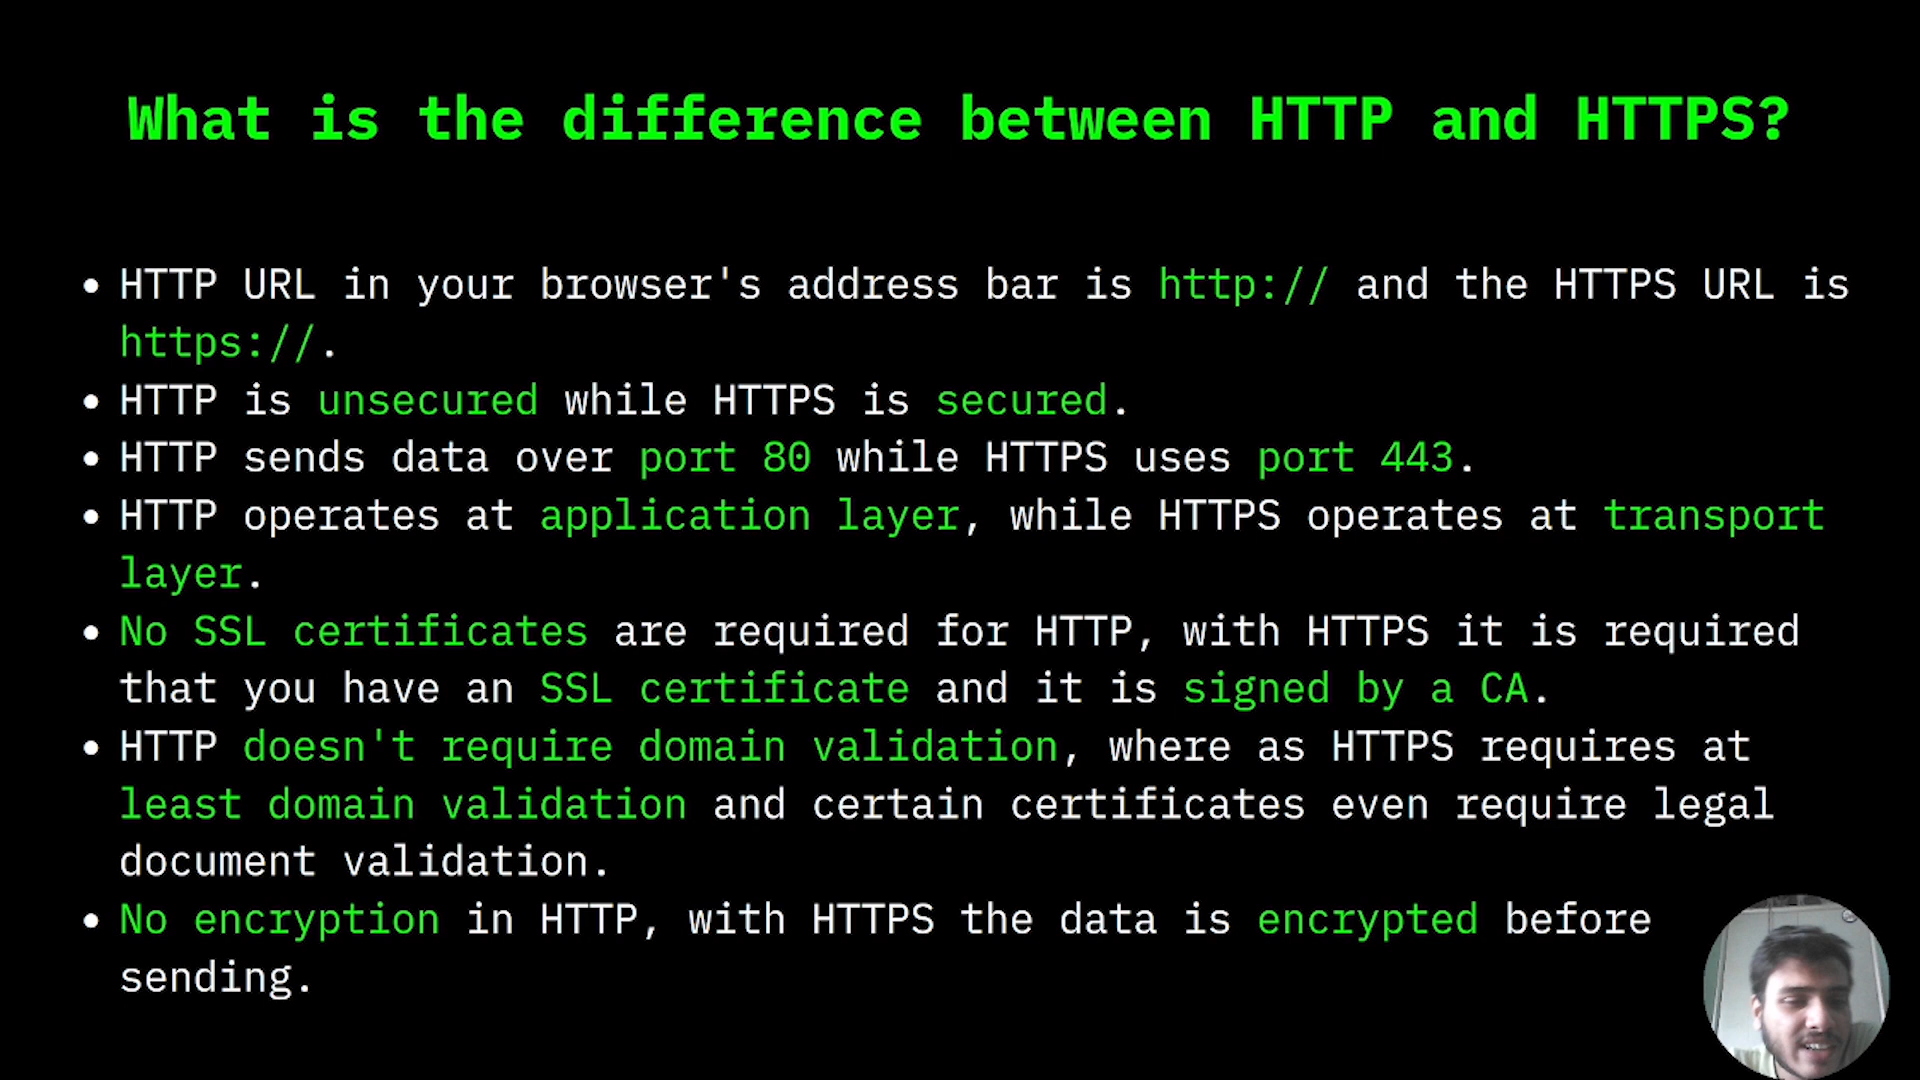 What is the difference between HTTP and HTTPS?
• HTTP URL in your browser's address bar is http:// and the HTTPS URL is
https://.
• HTTP is unsecured while HTTPS is secured.
• HTTP sends data over port 80 while HTTPS uses port 443.
• HTTP operates at application layer, while HTTPS operates at transport
layer.
• No SSL certificates are required for HTTP, with HTTPS it is required
that you have an SSL certificate and it is signed by a CA.
• HTTP doesn't require domain validation, where as HTTPS requires at
least domain validation and certain certificates even require legal
document validation.
• No encryption in HTTP, with HTTPS the data is encrypted before
sending.